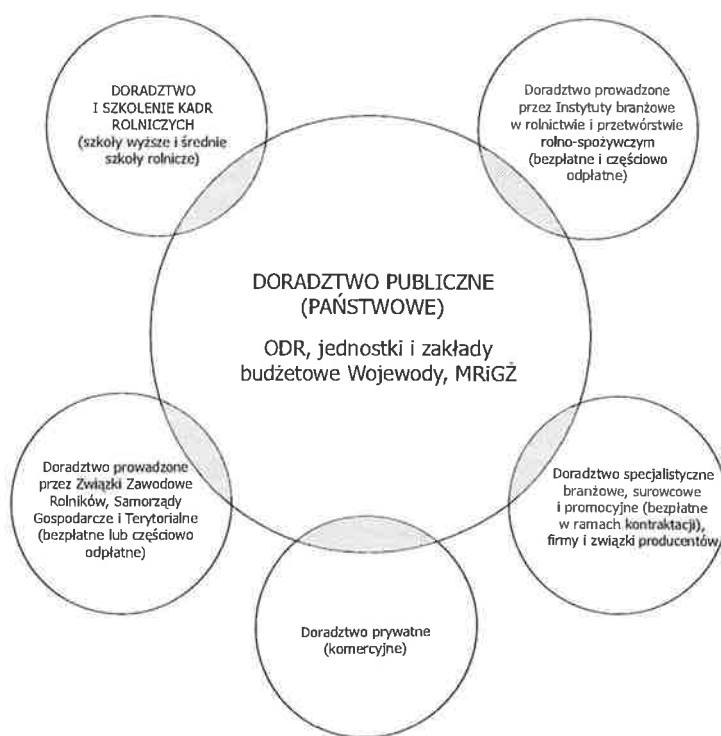 DORADZTWO
I SZKOLENIE KADR
ROLNICZYCH
(szkoły wyższe i średnie
szkoły rolnicze)
Doradztwo prowadzone
przez Instytuty branżowe
w rolnictwie i przetwórstwie
rolno-spożywczym
(bezpłatne i częściowo
odpłatne)
DORADZTWO PUBLICZNE
(PAŃSTWOWE)
ODR, jednostki i zakłady
budżetowe Wojewody, MRiGŻ
Doradztwo prowadzone
przez Związki Zawodowe
Rolników, Samorządy
Gospodarcze i Terytorialne
(bezpłatne lub częściowo
odpłatne)
Doradztwo specjalistyczne
branżowe, surowcowe
i promocyjne (bezpłatne
w ramach kontraktacji),
firmy i związki producentów
Doradztwo prywatne
(komercyjne)